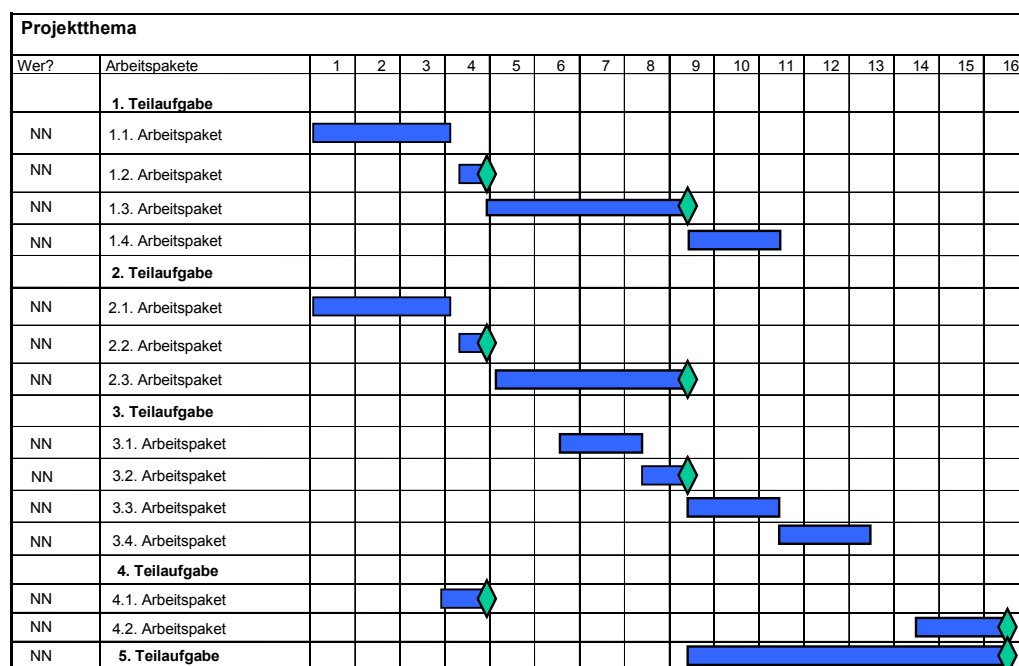 Projektthema
Wer? Arbeitspakete 1 2 3 4 5 6 7 8 9 10 11 12 13 14 15 16
1. Teilaufgabe
NN 1.1. Arbeitspaket
NN 1.2. Arbeitspaket
NN 1.3. Arbeitspaket
NN 1.4. Arbeitspaket
2. Teilaufgabe
NN 2.1. Arbeitspaket
NN 2.2. Arbeitspaket
NN 2.3. Arbeitspaket
3. Teilaufgabe
NN 3.1. Arbeitspaket
NN 3.2. Arbeitspaket
NN 3.3. Arbeitspaket
NN 3.4. Arbeitspaket
4. Teilaufgabe
NN 4.1. Arbeitspaket
NN 4.2. Arbeitspaket
NN 5. Teilaufgabe